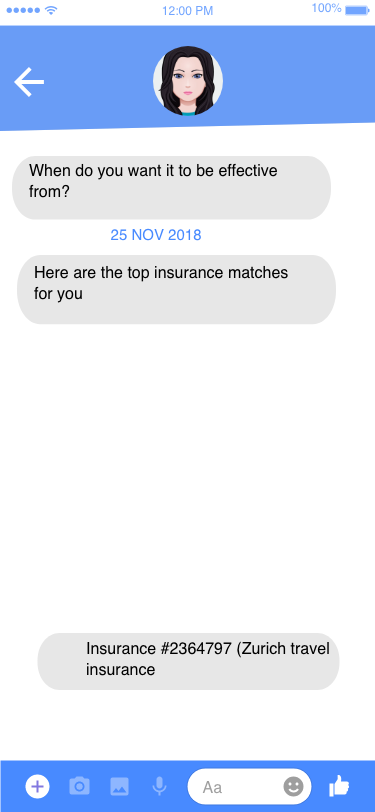 12:00 PM
100%
When do you want it to be effective
from?
25 NOV 2018
Here are the top insurance matches
for you
Insurance #2364797 (Zurich travel
insurance
Aa